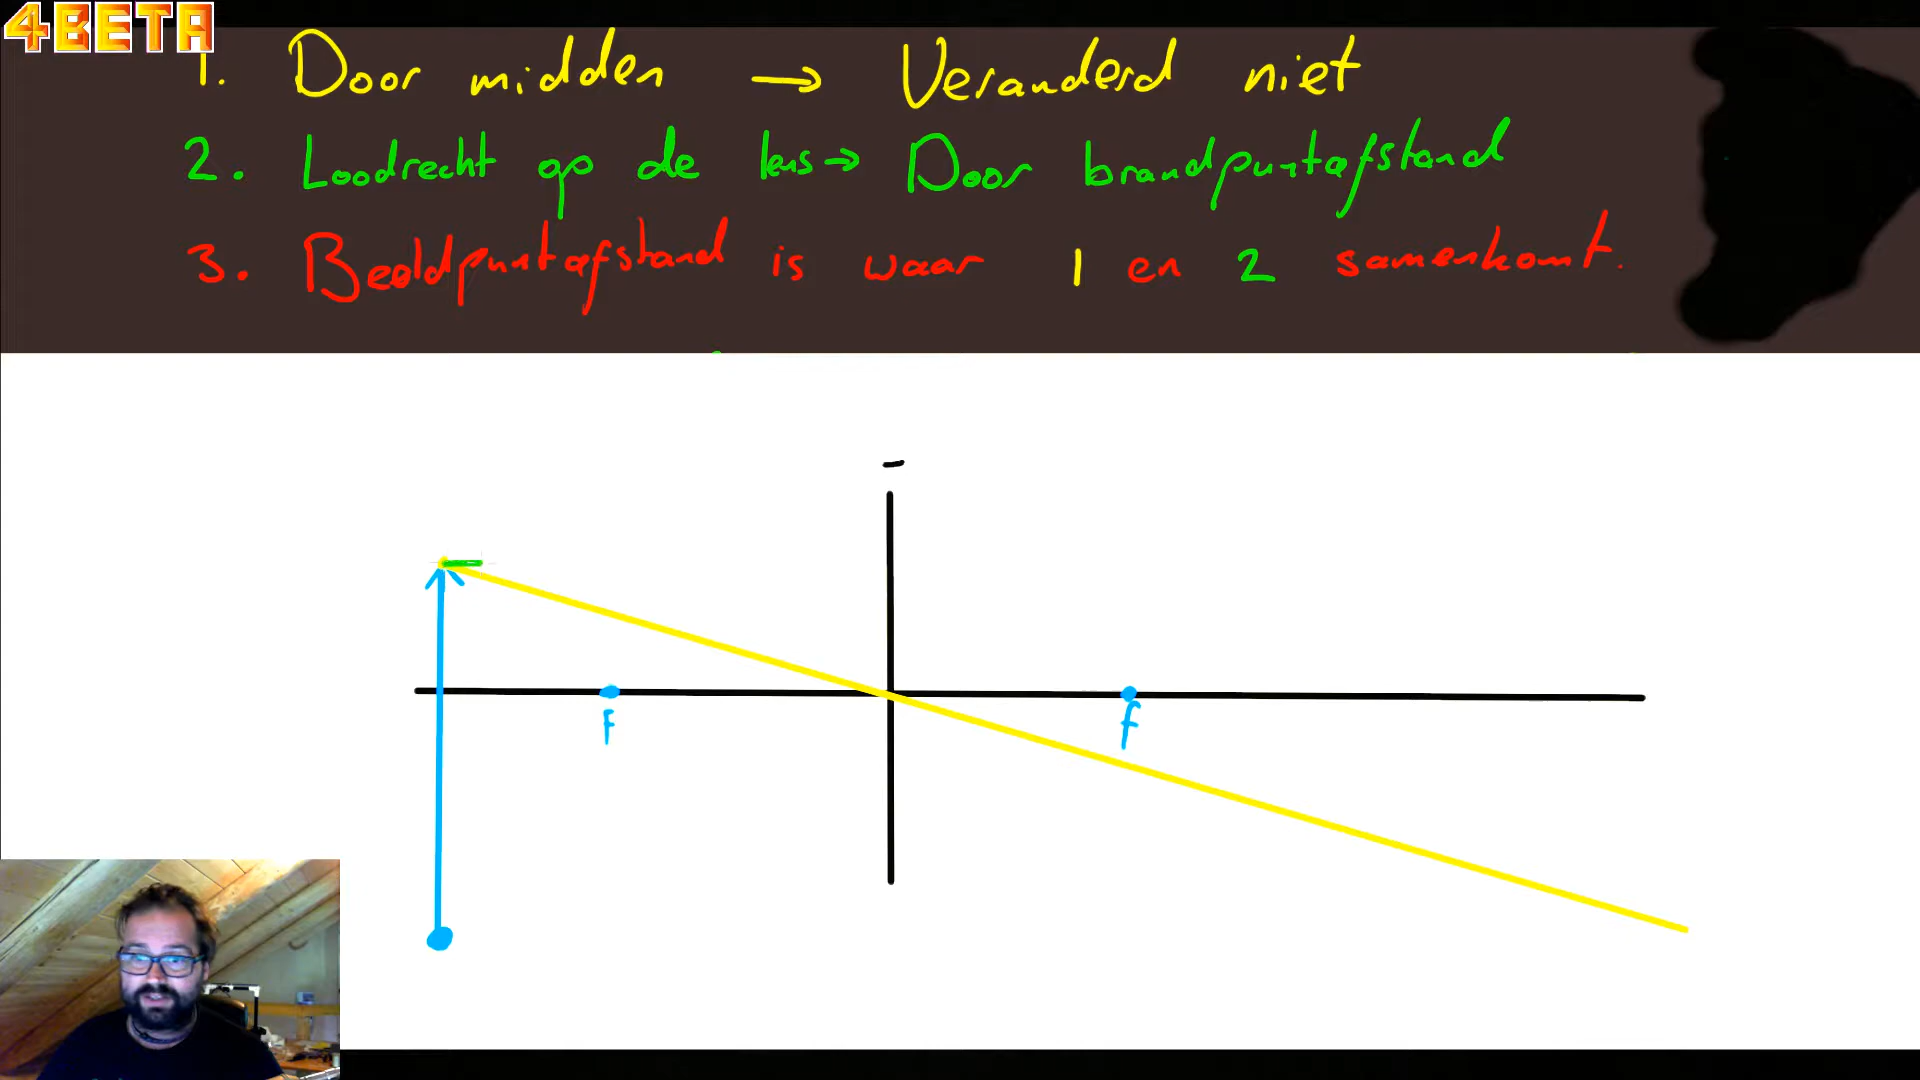 4BETA
1. Door midden → Veranderd niet
2. Loodrecht op de lens → Door brandpuntafstand
3. Beeldpuntafstand is waar 1 en 2 samenkomt.
-
F
f